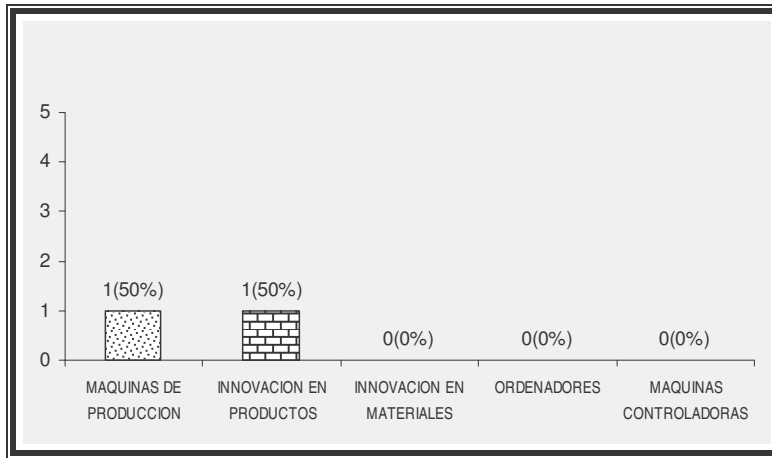 5
4
3
2
1
0
1(50%)
1(50%)
0(0%)
0(0%)
0(0%)
MAQUINAS DE
PRODUCCION
INNOVACION EN
PRODUCTOS
INNOVACION EN
MATERIALES
ORDENADORES
MAQUINAS
CONTROLADORAS